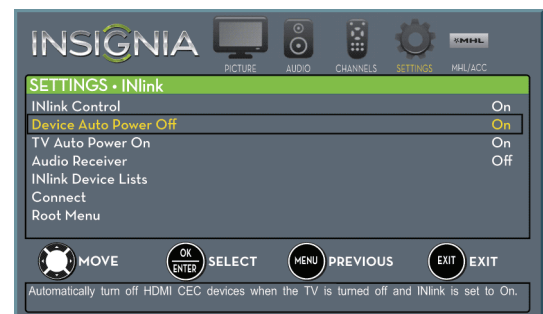 INSIGNIA
PICTURE AUDIO CHANNELS SETTINGS MHL/ACC
MHL
SETTINGS • INlink
INlink Control On
Device Auto Power Off On
TV Auto Power On On
Audio Receiver Off
INlink Device Lists
Connect
Root Menu
MOVE OK ENTER SELECT MENU PREVIOUS EXIT EXIT
Automatically turn off HDMI CEC devices when the TV is turned off and INlink is set to On.